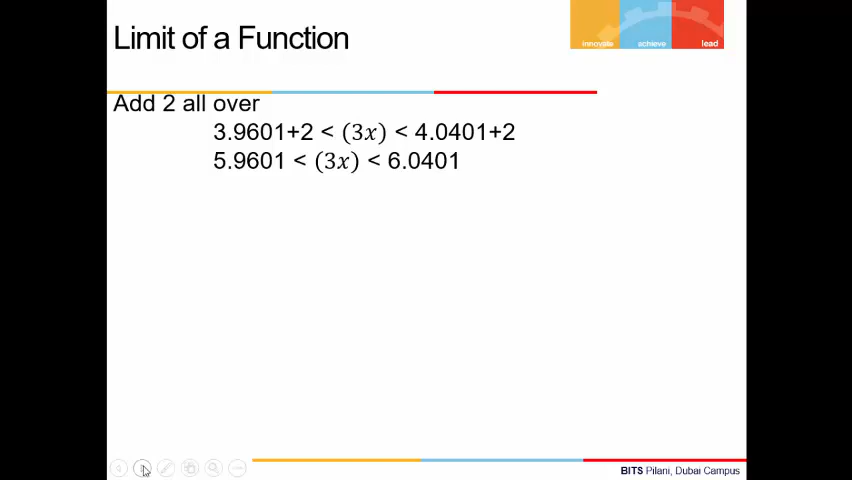 Limit of a Function
innovate achieve lead
Add 2 all over
3.9601+2 < (3𝑥) < 4.0401+2
5.9601 < (3𝑥) < 6.0401
BITS Pilani, Dubai Campus